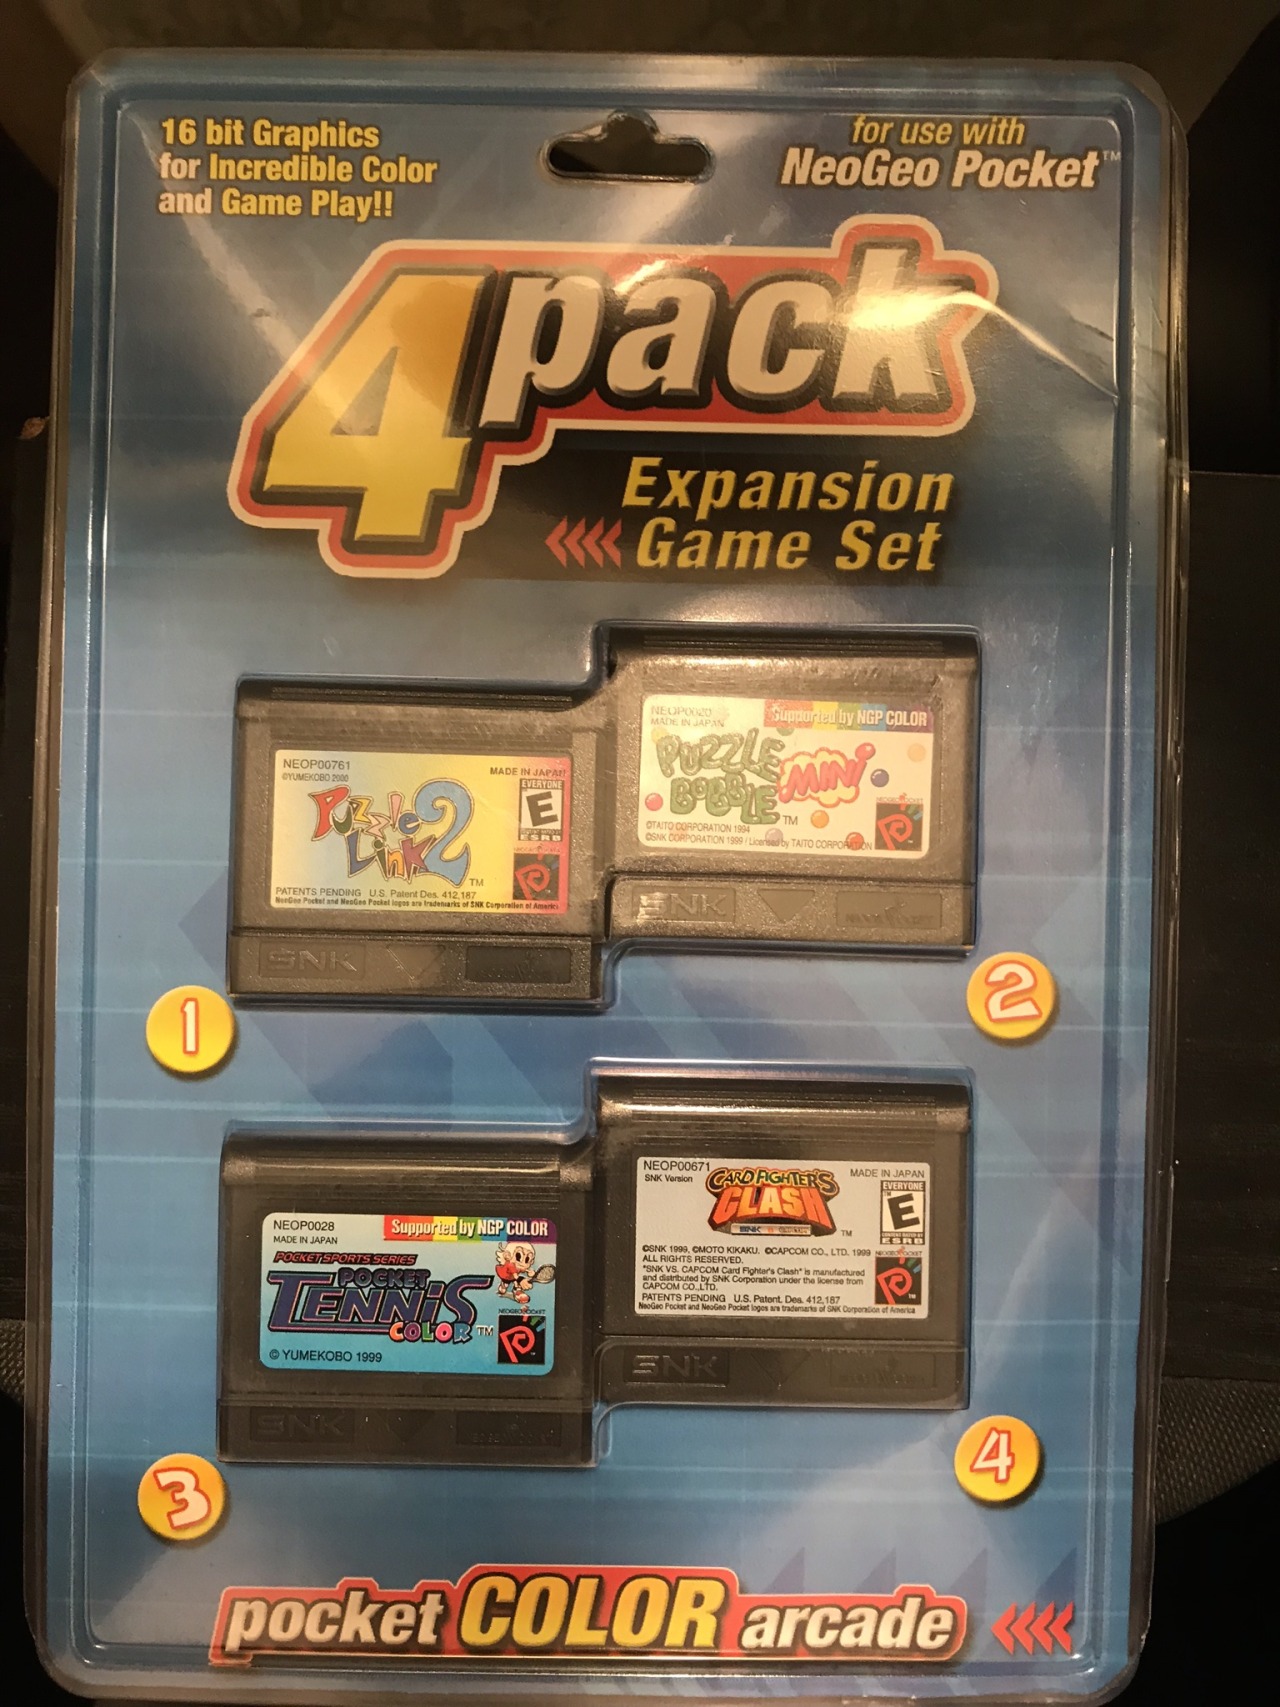 16 bit Graphics
for Incredible Color
and Game Play!!
for use with
NeoGeo Pocket™
4pack
Expansion
Game Set
NEOP00761
©YUMEKOBO 2000
MADE IN JAPAN
Puzzle
Link 2
™
EVERYONE
E
ESRB
PATENTS PENDING U.S. Patent Des. 412,187
NeoGeo Pocket and NeoGeo Pocket logos are trademarks of SNK Corporation of America
SNK
1
NEOP0020
MADE IN JAPAN
Supported by NGP COLOR
PUZZLE
BOBBLE
MINI
™
©TAITO CORPORATION 1994
©SNK CORPORATION 1999 / Licensed by TAITO CORPORATION
SNK
2
NEOP0028
MADE IN JAPAN
Supported by NGP COLOR
POCKET SPORTS SERIES
POCKET
TENNIS
COLOR ™
NEOGEO POCKET
© YUMEKOBO 1999
SNK
3
NEOP00671
SNK Version
MADE IN JAPAN
CARD FIGHTER'S
CLASH
™
EVERYONE
E
ESRB
NEOGEO POCKET
©SNK 1999, ©MOTO KIKAKU. ©CAPCOM CO., LTD. 1999
ALL RIGHTS RESERVED.
"SNK VS. CAPCOM Card Fighter's Clash" is manufactured
and distributed by SNK Corporation under the license from
CAPCOM CO.,LTD.
PATENTS PENDING U.S. Patent. Des. 412,187
NeoGeo Pocket and NeoGeo Pocket logos are trademarks of SNK Corporation of America
SNK
4
pocket COLOR arcade